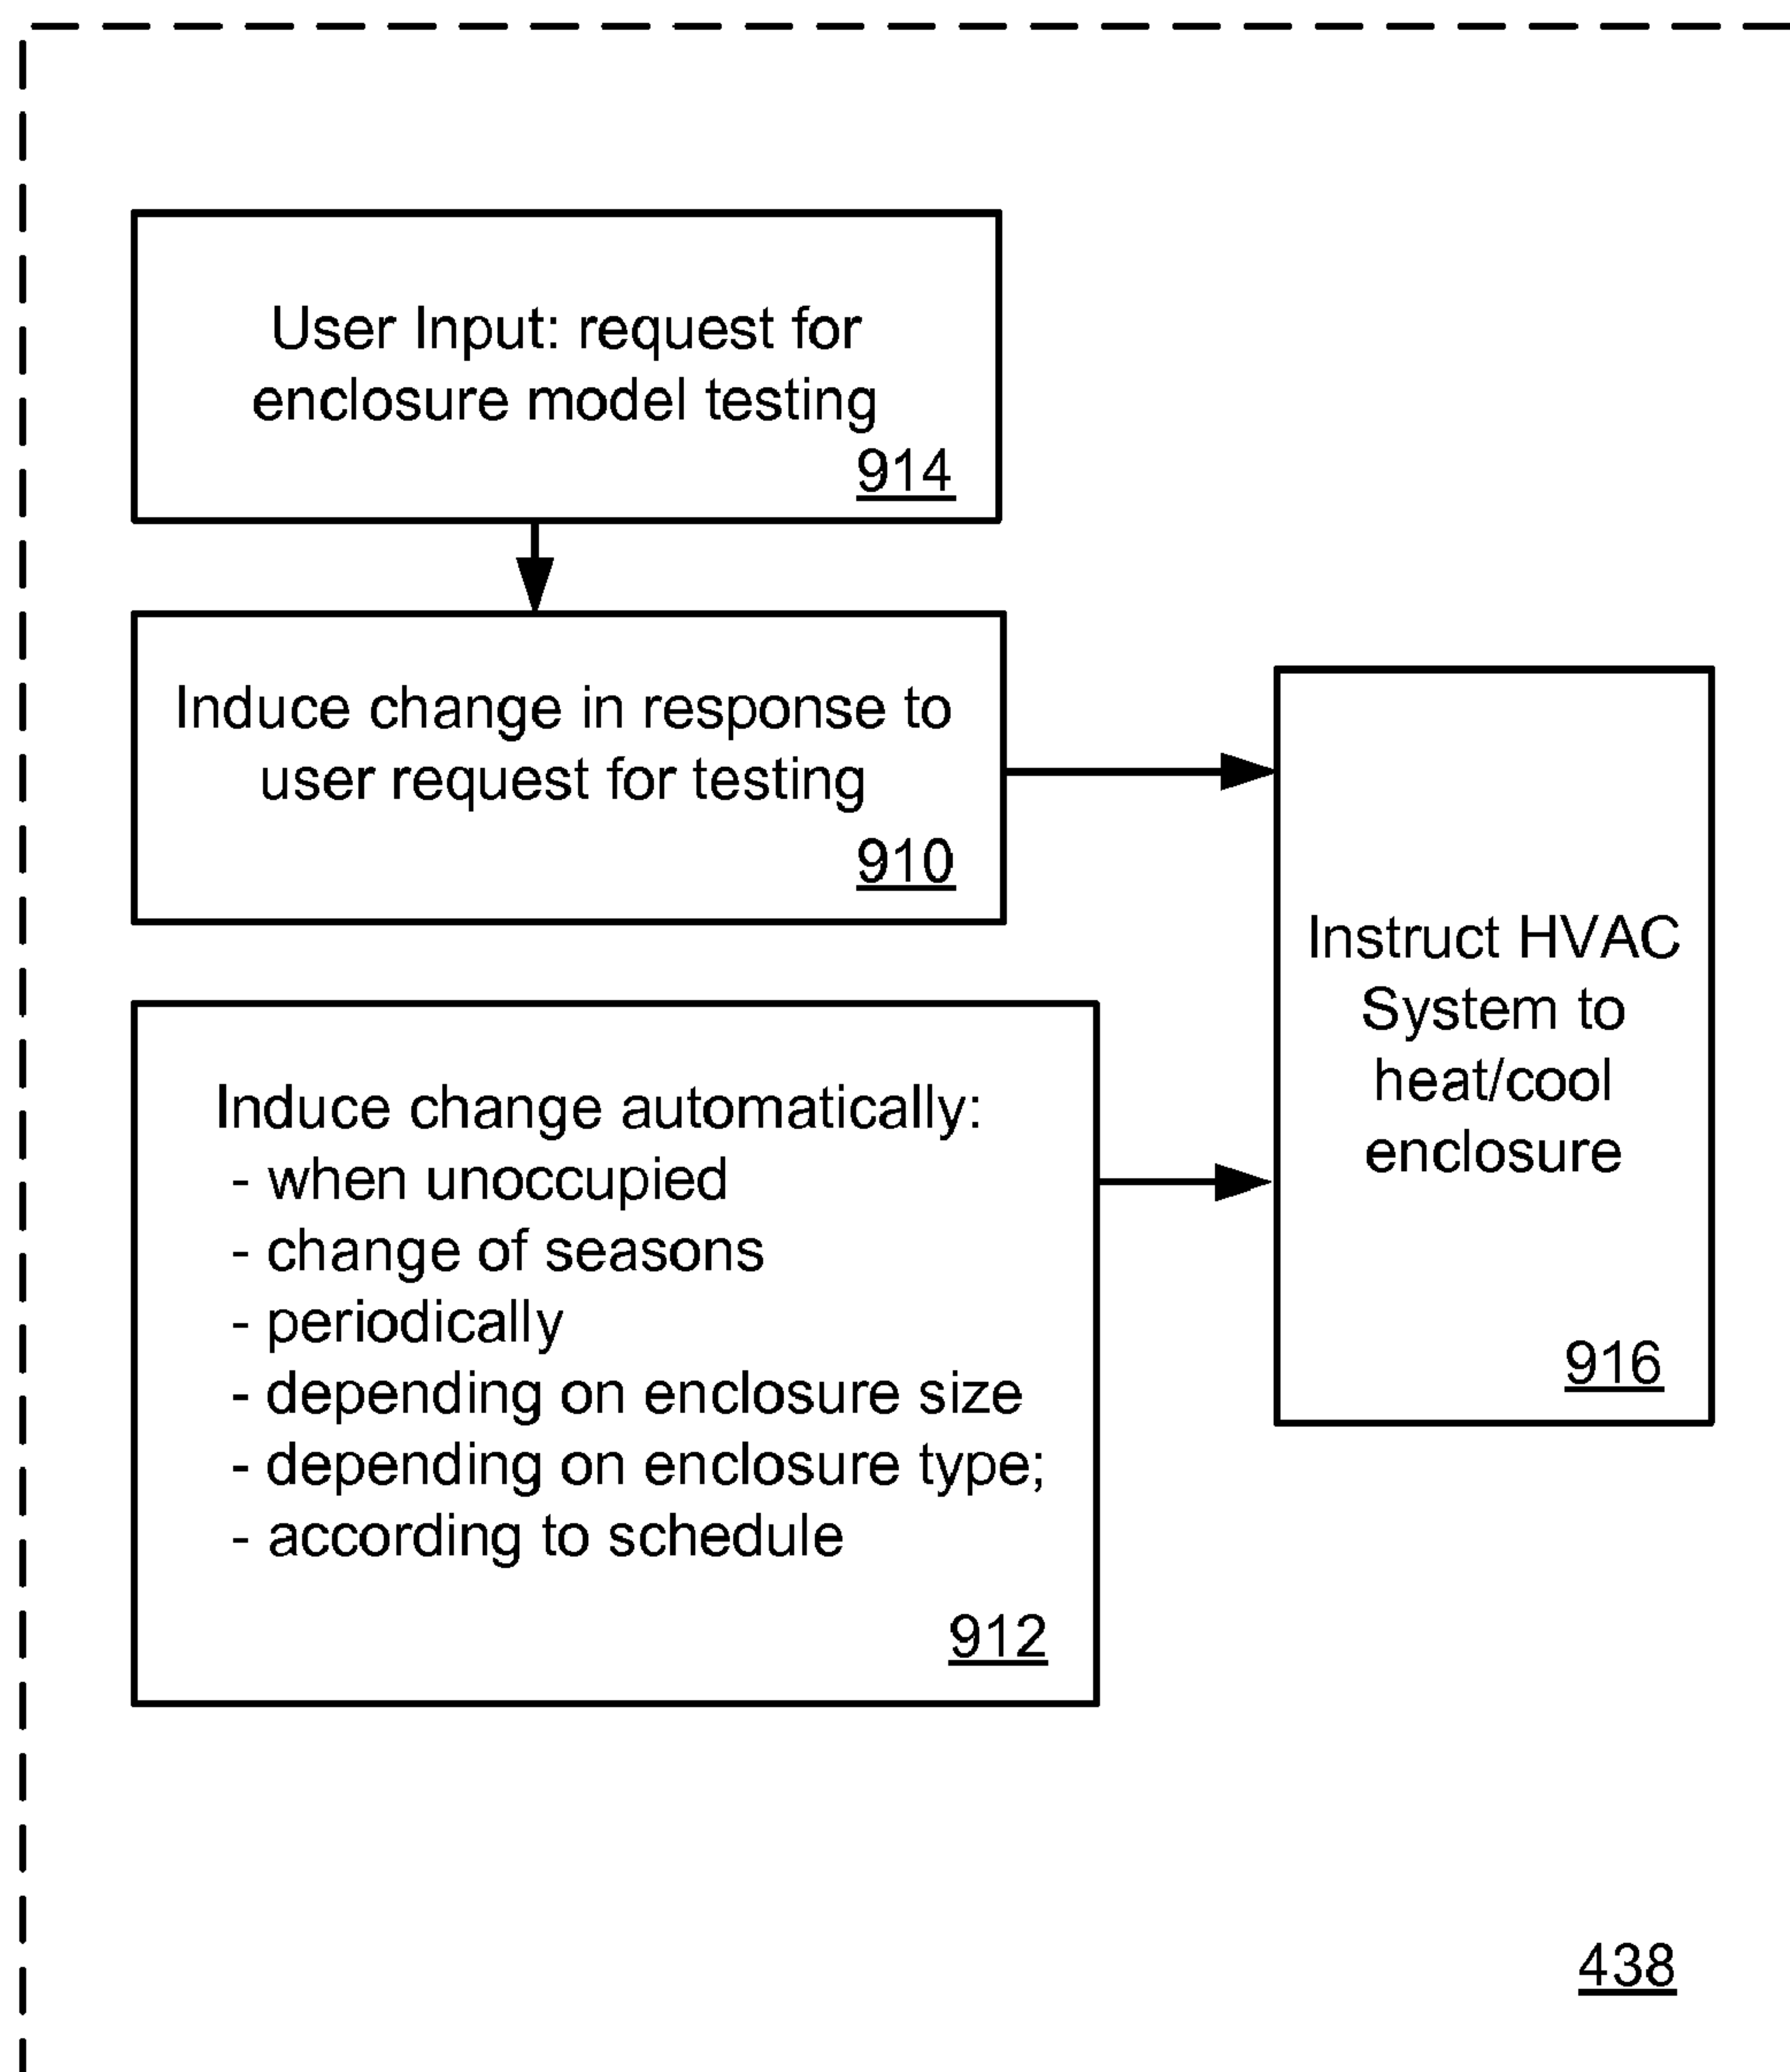 User Input: request for
enclosure model testing
914
Induce change in response to
user request for testing
910
Induce change automatically:
- when unoccupied
- change of seasons
- periodically
- depending on enclosure size
- depending on enclosure type;
- according to schedule
912
Instruct HVAC
System to
heat/cool
enclosure
916
438